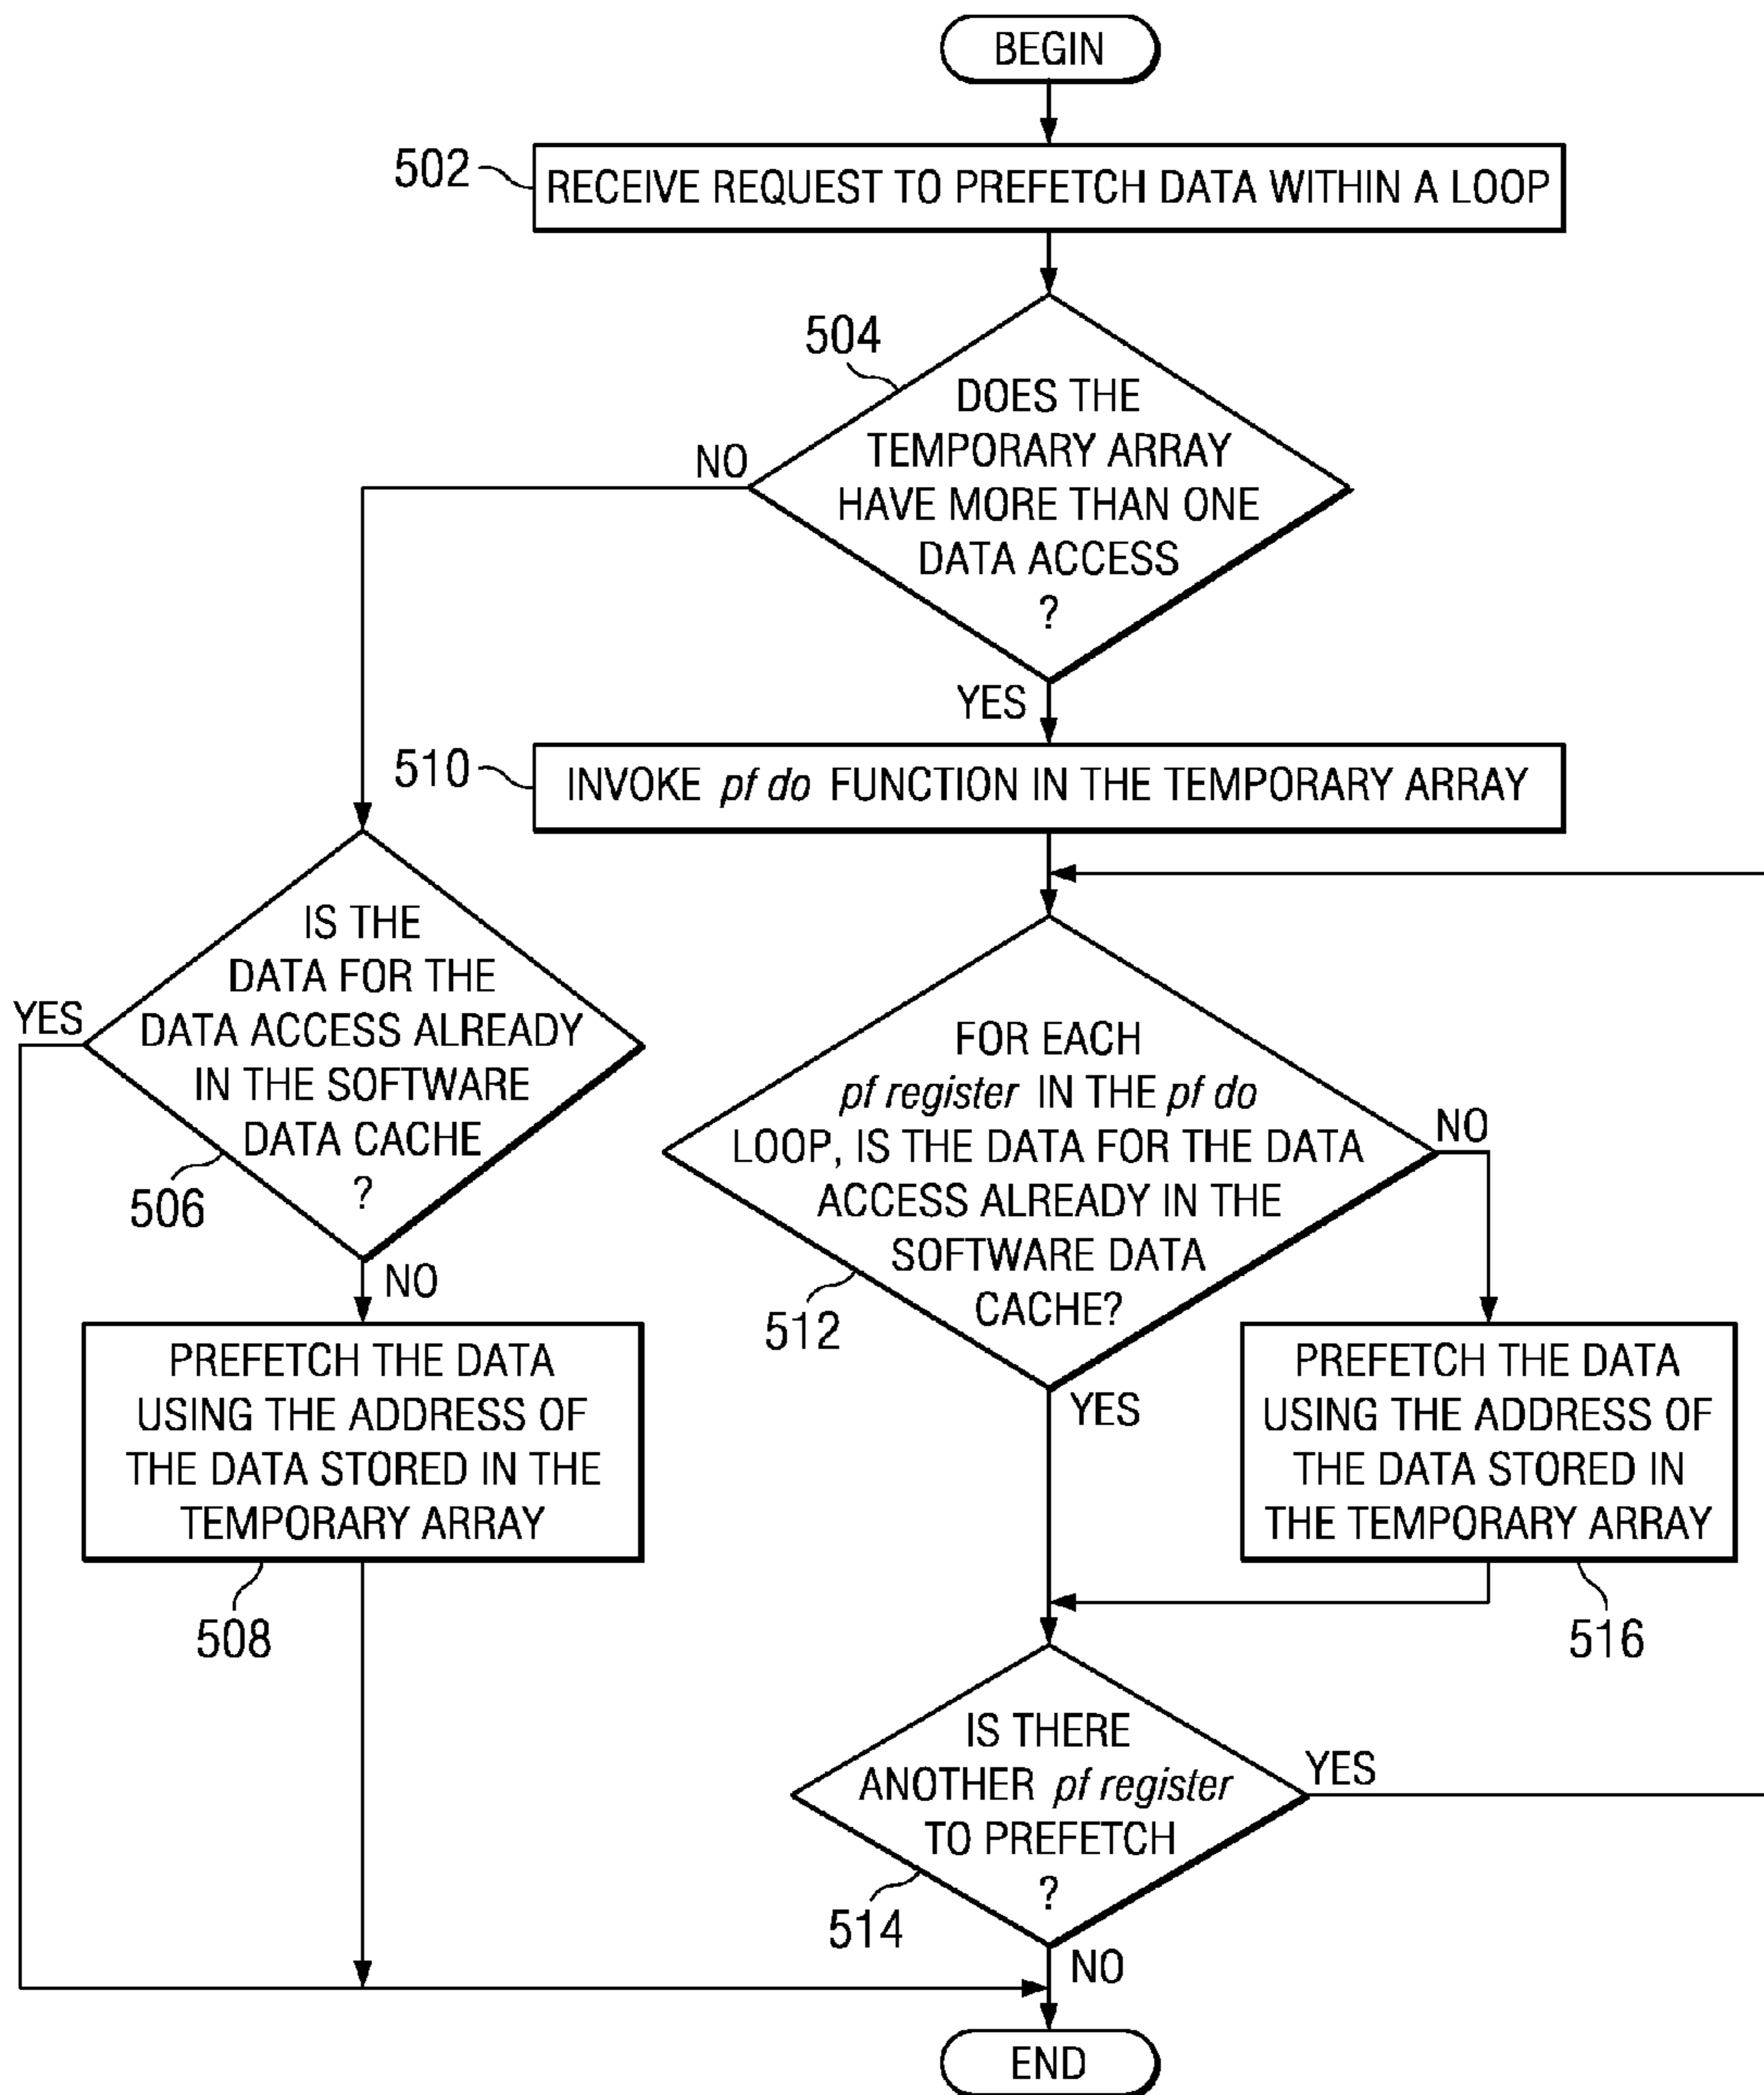 BEGIN
502
RECEIVE REQUEST TO PREFETCH DATA WITHIN A LOOP
504
DOES THE
TEMPORARY ARRAY
HAVE MORE THAN ONE
DATA ACCESS
?
NO
YES
510
INVOKE pf do FUNCTION IN THE TEMPORARY ARRAY
IS THE
DATA FOR THE
DATA ACCESS ALREADY
IN THE SOFTWARE
DATA CACHE
?
YES
506
NO
PREFETCH THE DATA
USING THE ADDRESS OF
THE DATA STORED IN THE
TEMPORARY ARRAY
508
FOR EACH
pf register IN THE pf do
LOOP, IS THE DATA FOR THE DATA
ACCESS ALREADY IN THE
SOFTWARE DATA
CACHE?
NO
512
YES
PREFETCH THE DATA
USING THE ADDRESS OF
THE DATA STORED IN
THE TEMPORARY ARRAY
516
IS THERE
ANOTHER pf register
TO PREFETCH
?
YES
514
NO
END